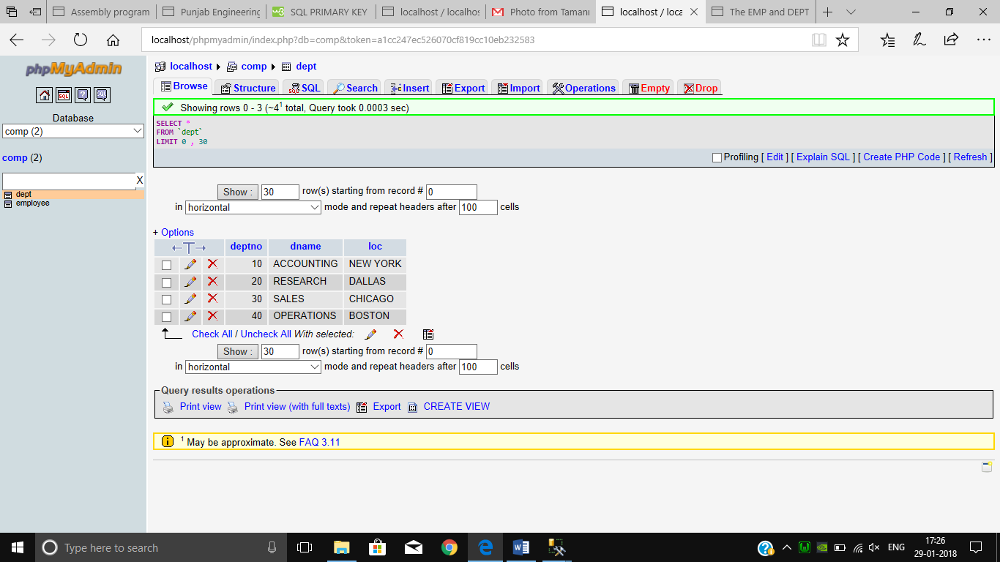 Assembly program
Punjab Engineering
w3 SQL PRIMARY KEY
localhost / localhos
Photo from Tamann
localhost / loca
The EMP and DEPT
localhost/phpmyadmin/index.php?db=comp&token=a1cc247ec526070cf819cc10eb232583
phpMyAdmin
localhost comp dept
Browse Structure SQL Search Insert Export Import Operations Empty Drop
SQL
Database
comp (2)
comp (2)
X
dept
employee
Showing rows 0 - 3 (~4¹ total, Query took 0.0003 sec)
SELECT *
FROM `dept`
LIMIT 0 , 30
Profiling [ Edit ] [ Explain SQL ] [ Create PHP Code ] [ Refresh ]
Show : 30 row(s) starting from record # 0
in horizontal mode and repeat headers after 100 cells
+ Options
←T→ deptno dname loc
10 ACCOUNTING NEW YORK
20 RESEARCH DALLAS
30 SALES CHICAGO
40 OPERATIONS BOSTON
Check All / Uncheck All With selected:
Show : 30 row(s) starting from record # 0
in horizontal mode and repeat headers after 100 cells
Query results operations
Print view Print view (with full texts) Export CREATE VIEW
¹ May be approximate. See FAQ 3.11
Type here to search
ENG
17:26
29-01-2018